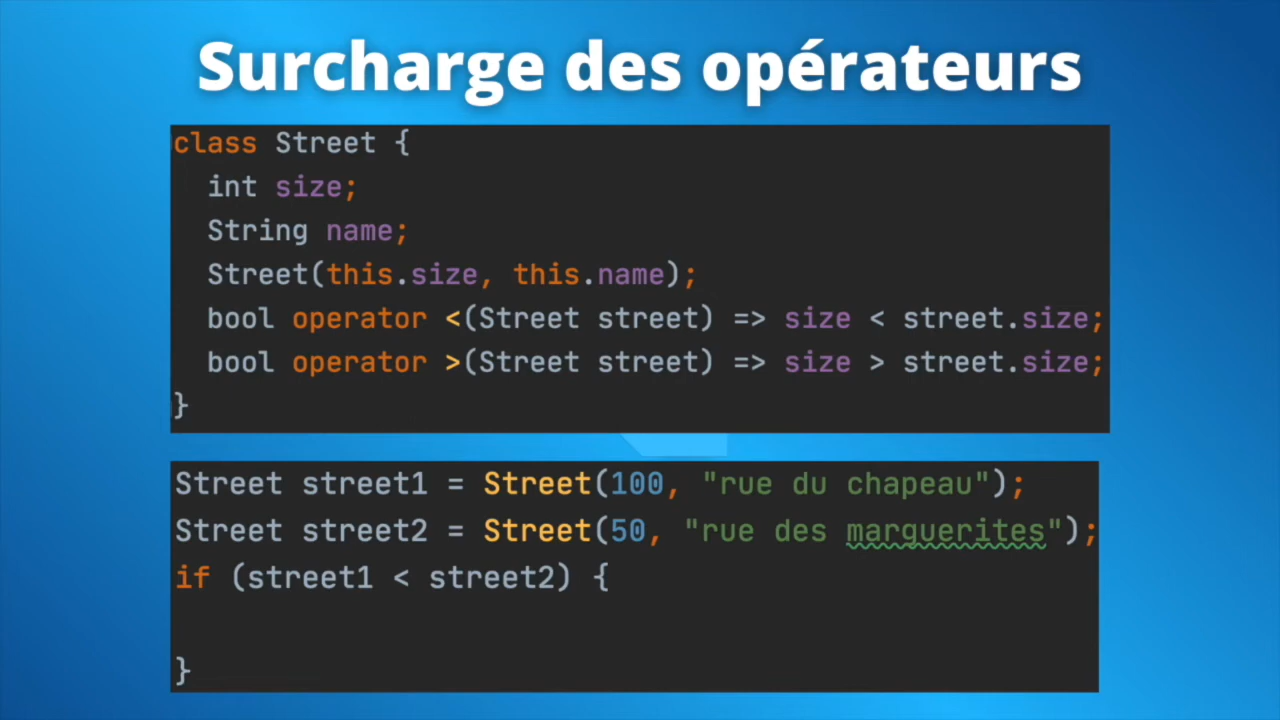 Surcharge des opérateurs
class Street {
  int size;
  String name;
  Street(this.size, this.name);
  bool operator <(Street street) => size < street.size;
  bool operator >(Street street) => size > street.size;
}
Street street1 = Street(100, "rue du chapeau");
Street street2 = Street(50, "rue des marguerites");
if (street1 < street2) {
}